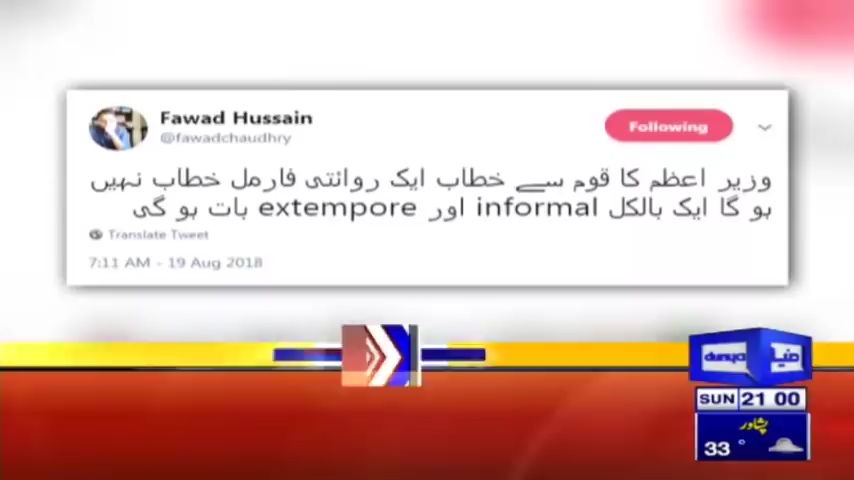 Fawad Hussain
@fawadchaudhry
Following
وزیر اعظم کا قوم سے خطاب ایک روائتی فارمل خطاب نہیں
ہو گا ایک بالکل informal اور extempore بات ہو گی
Translate Tweet
7:11 AM - 19 Aug 2018
dunya دنیا
SUN 21 00
پشاور
33 °